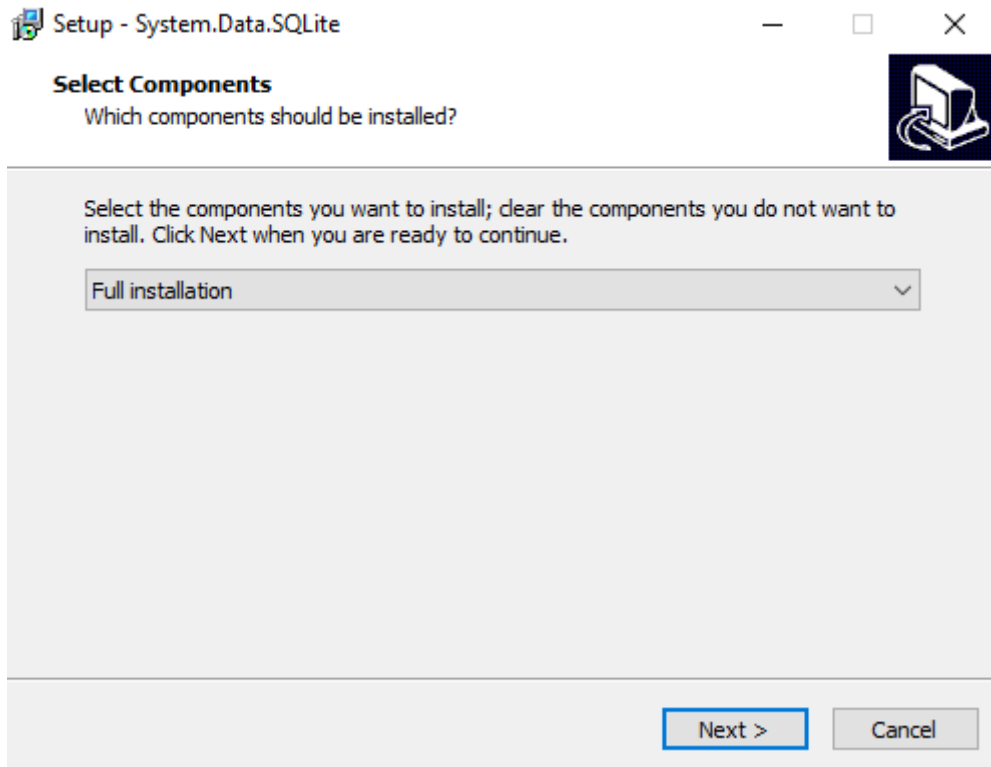 Setup - System.Data.SQLite
Select Components
Which components should be installed?
Select the components you want to install; clear the components you do not want to
install. Click Next when you are ready to continue.
Full installation
Next >
Cancel